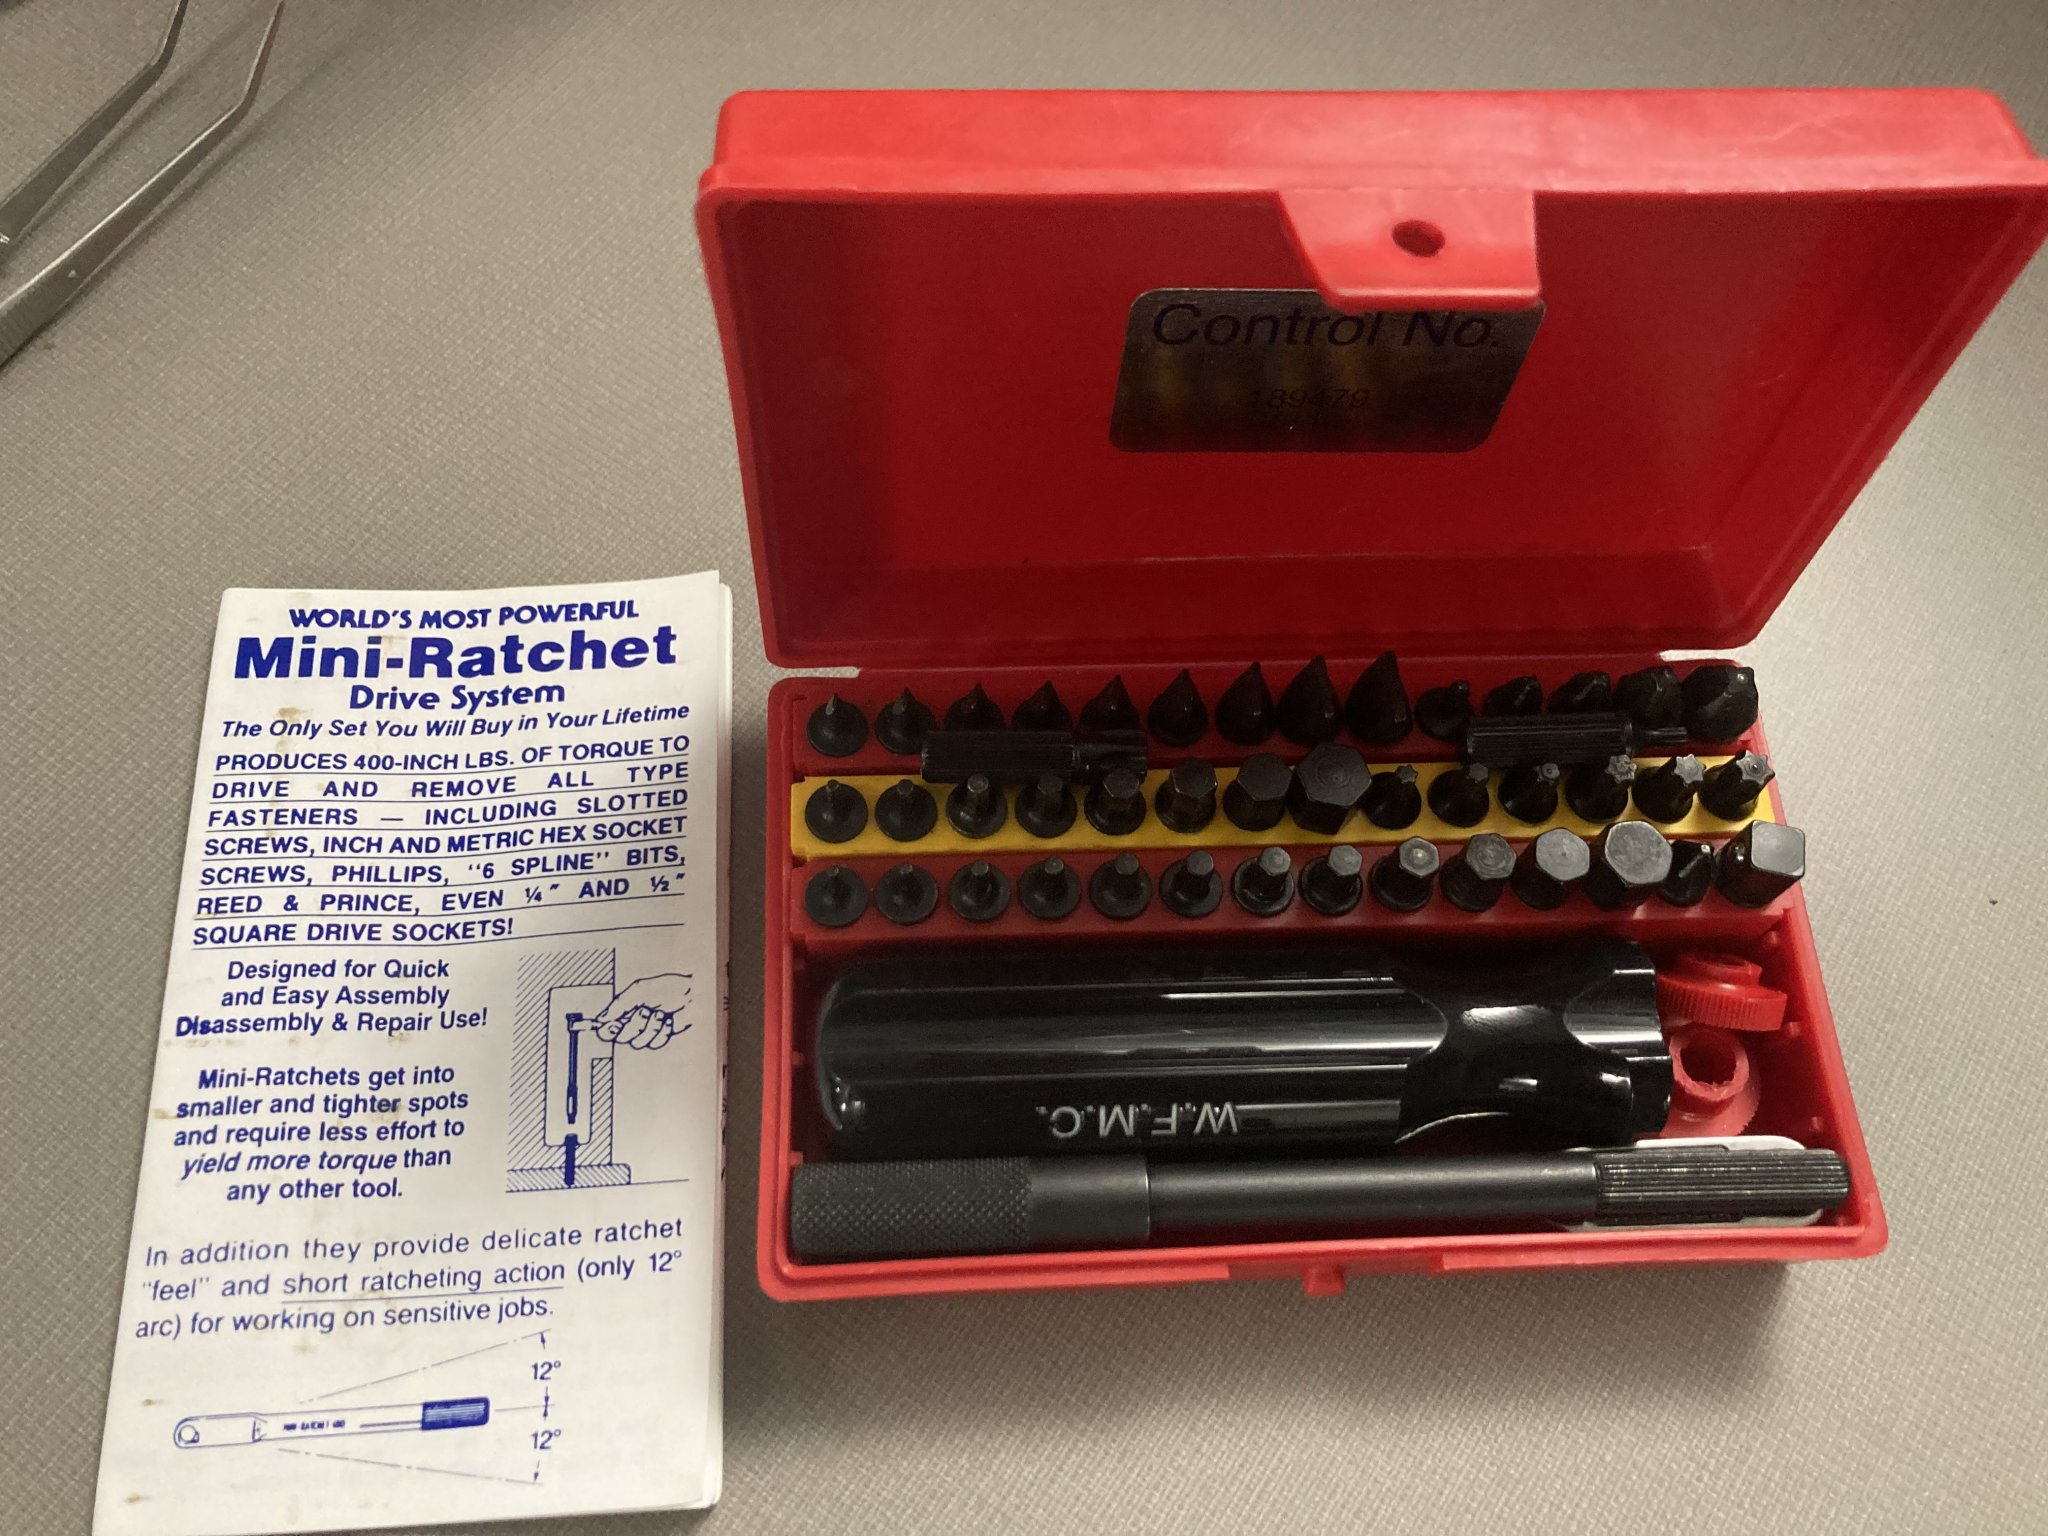 WORLD'S MOST POWERFUL
Mini-Ratchet
Drive System
The Only Set You Will Buy in Your Lifetime
PRODUCES 400-INCH LBS. OF TORQUE TO
DRIVE AND REMOVE ALL TYPE
FASTENERS — INCLUDING SLOTTED
SCREWS, INCH AND METRIC HEX SOCKET
SCREWS, PHILLIPS, "6 SPLINE" BITS,
REED & PRINCE, EVEN ¼" AND ½"
SQUARE DRIVE SOCKETS!
Designed for Quick
and Easy Assembly
Disassembly & Repair Use!
Mini-Ratchets get into
smaller and tighter spots
and require less effort to
yield more torque than
any other tool.
In addition they provide delicate ratchet
"feel" and short ratcheting action (only 12°
arc) for working on sensitive jobs.
12°
12°
Control No.
189479
W.F.M.C.